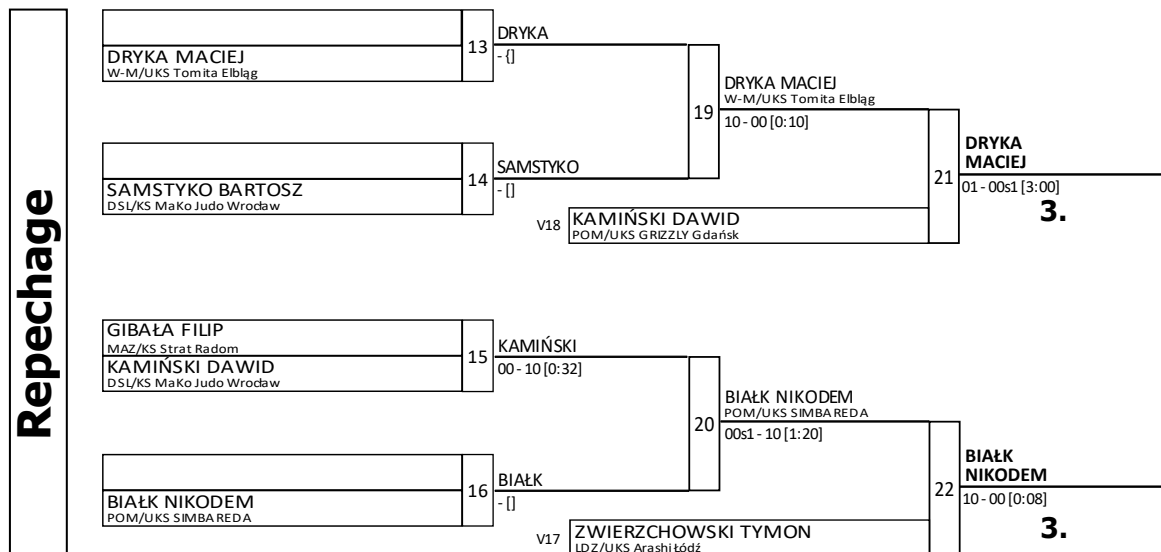 Repechage
DRYKA MACIEJ
W-M/UKS Tomita Elbląg
13
DRYKA
- {]
SAMSTYKO BARTOSZ
DSL/KS MaKo Judo Wrocław
14
SAMSTYKO
- []
19
DRYKA MACIEJ
W-M/UKS Tomita Elbląg
10 - 00 [0:10]
V18
KAMIŃSKI DAWID
POM/UKS GRIZZLY Gdańsk
21
DRYKA
MACIEJ
01 - 00s1 [3:00]
3.
GIBAŁA FILIP
MAZ/KS Strat Radom
KAMIŃSKI DAWID
DSL/KS MaKo Judo Wrocław
15
KAMIŃSKI
00 - 10 [0:32]
BIAŁK NIKODEM
POM/UKS SIMBA REDA
16
BIAŁK
- []
20
BIAŁK NIKODEM
POM/UKS SIMBA REDA
00s1 - 10 [1:20]
V17
ZWIERZCHOWSKI TYMON
LDZ/UKS Arashi Łódź
22
BIAŁK
NIKODEM
10 - 00 [0:08]
3.